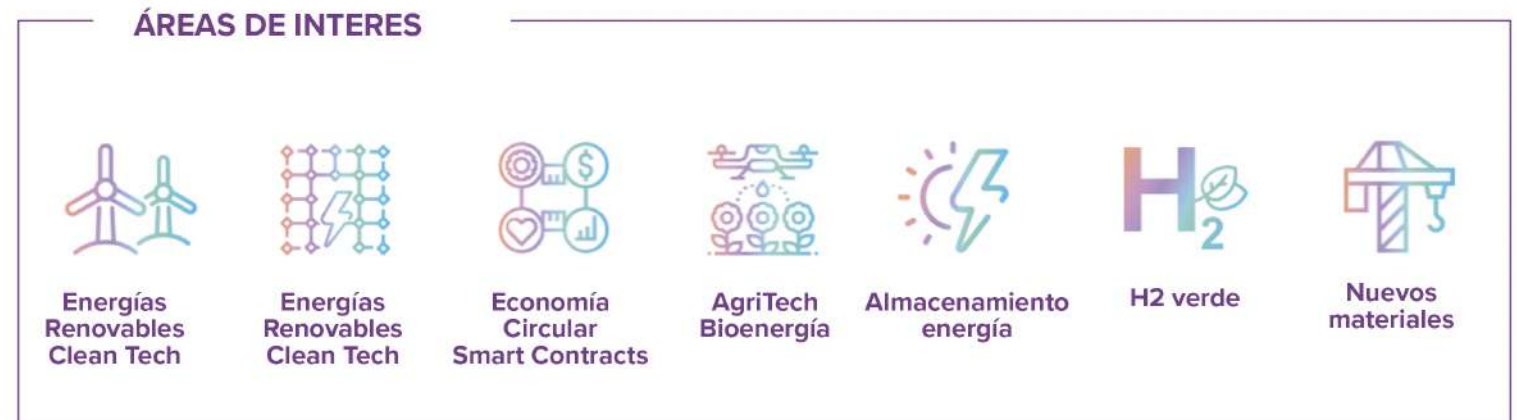 ÁREAS DE INTERES
Energías
Renovables
Clean Tech
Energías
Renovables
Clean Tech
Economía
Circular
Smart Contracts
AgriTech
Bioenergía
Almacenamiento
energía
H2
H2 verde
Nuevos
materiales
$